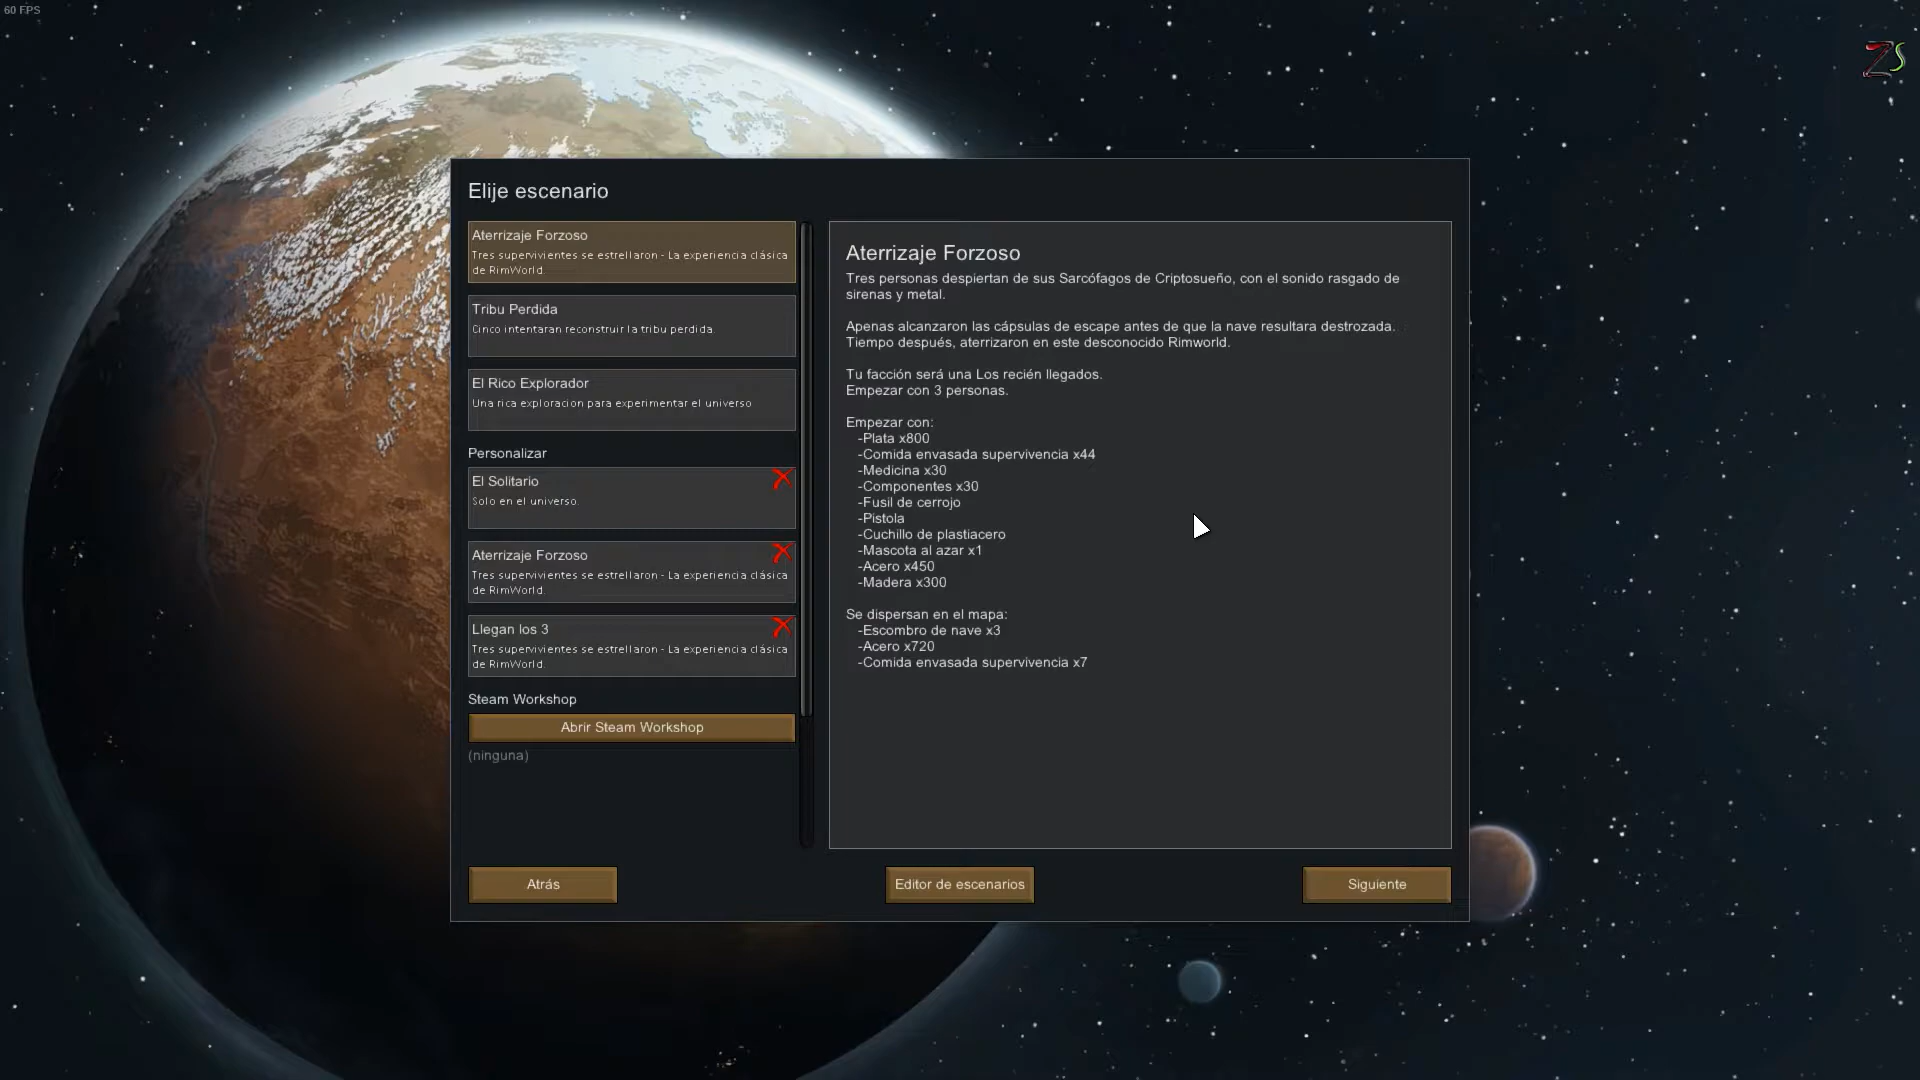 60 FPS
ZS
Elije escenario
Aterrizaje Forzoso
Tres supervivientes se estrellaron - La experiencia clásica
de RimWorld.
Tribu Perdida
Cinco intentaran reconstruir la tribu perdida.
El Rico Explorador
Una rica exploracion para experimentar el universo
Personalizar
El Solitario
Solo en el universo.
Aterrizaje Forzoso
Tres supervivientes se estrellaron - La experiencia clásica
de RimWorld.
Llegan los 3
Tres supervivientes se estrellaron - La experiencia clásica
de RimWorld.
Steam Workshop
Abrir Steam Workshop
(ninguna)
Aterrizaje Forzoso
Tres personas despiertan de sus Sarcófagos de Criptosueño, con el sonido rasgado de
sirenas y metal.
Apenas alcanzaron las cápsulas de escape antes de que la nave resultara destrozada.
Tiempo después, aterrizaron en este desconocido Rimworld.
Tu facción será una Los recién llegados.
Empezar con 3 personas.
Empezar con:
-Plata x800
-Comida envasada supervivencia x44
-Medicina x30
-Componentes x30
-Fusil de cerrojo
-Pistola
-Cuchillo de plastiacero
-Mascota al azar x1
-Acero x450
-Madera x300
Se dispersan en el mapa:
-Escombro de nave x3
-Acero x720
-Comida envasada supervivencia x7
Atrás
Editor de escenarios
Siguiente